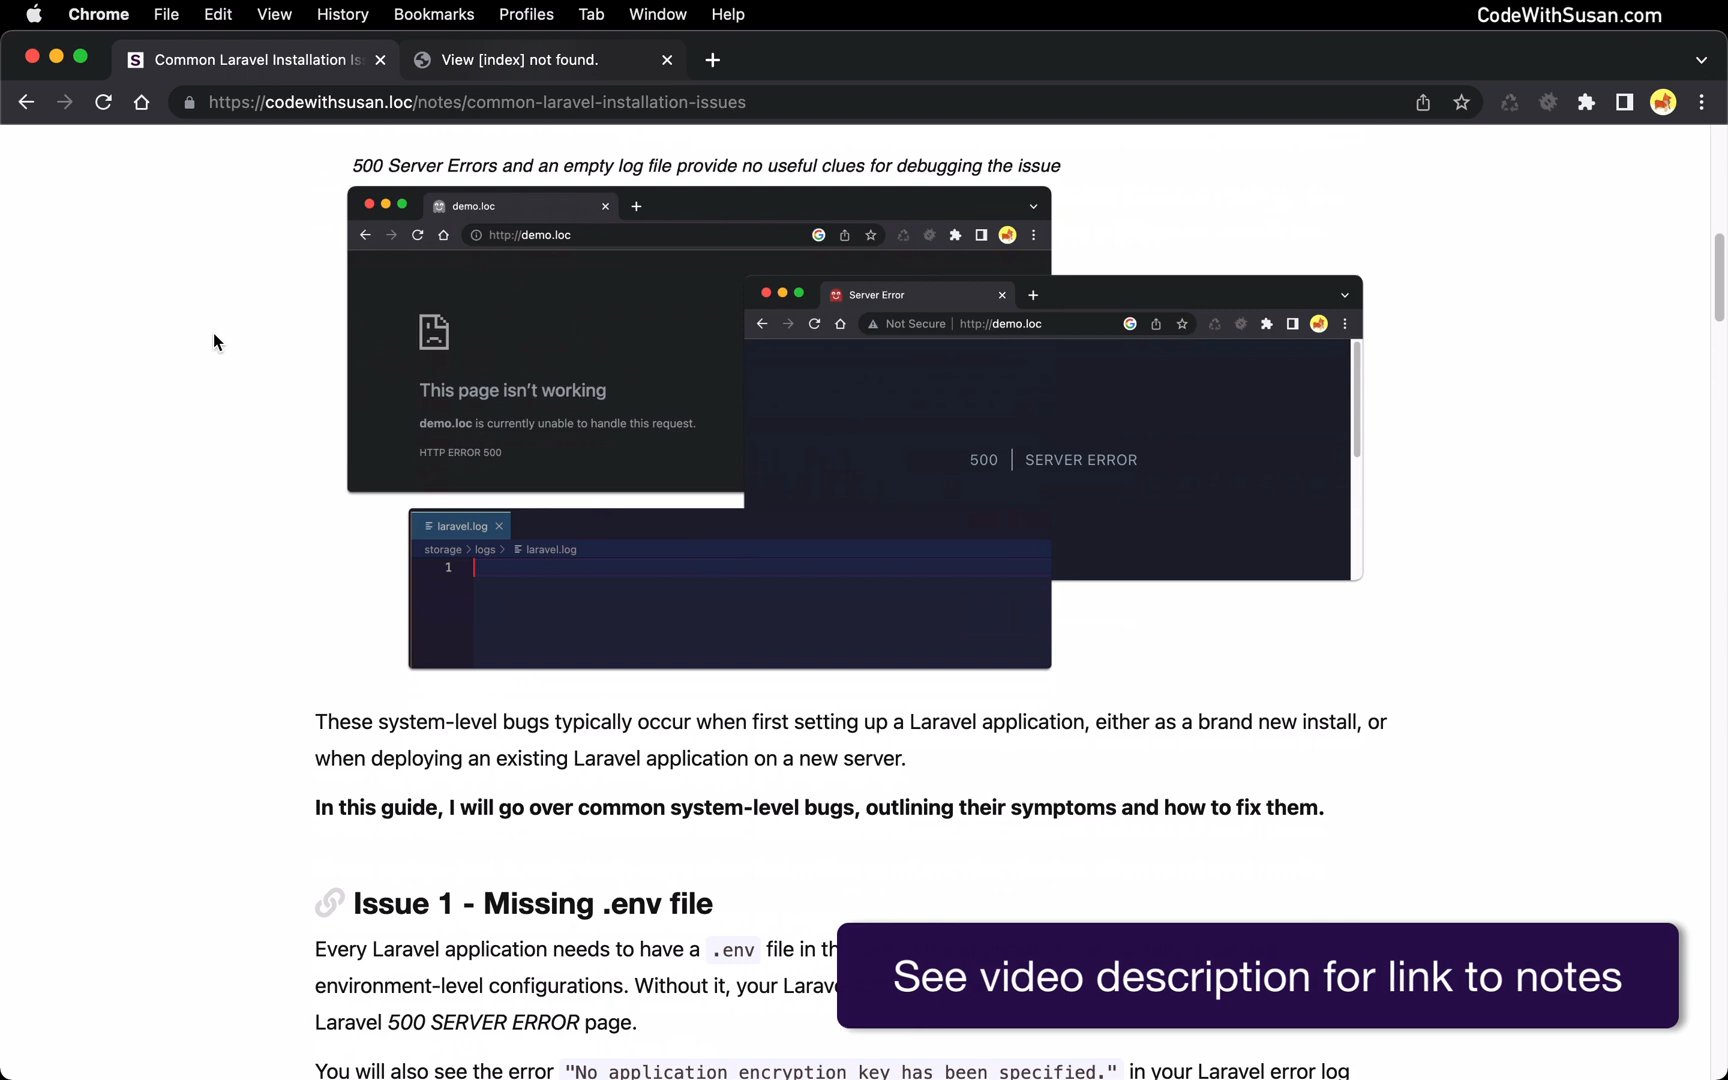 Chrome File Edit View History Bookmarks Profiles Tab Window Help CodeWithSusan.com
Common Laravel Installation Is View [index] not found.
https://codewithsusan.loc/notes/common-laravel-installation-issues
500 Server Errors and an empty log file provide no useful clues for debugging the issue
demo.loc
http://demo.loc
Server Error
Not Secure http://demo.loc
This page isn't working
demo.loc is currently unable to handle this request.
HTTP ERROR 500
500 SERVER ERROR
laravel.log
storage > logs > laravel.log
1
These system-level bugs typically occur when first setting up a Laravel application, either as a brand new install, or
when deploying an existing Laravel application on a new server.
In this guide, I will go over common system-level bugs, outlining their symptoms and how to fix them.
Issue 1 - Missing .env file
Every Laravel application needs to have a .env file in th
environment-level configurations. Without it, your Larav
Laravel 500 SERVER ERROR page.
See video description for link to notes
You will also see the error "No application encryption key has been specified." in your Laravel error log